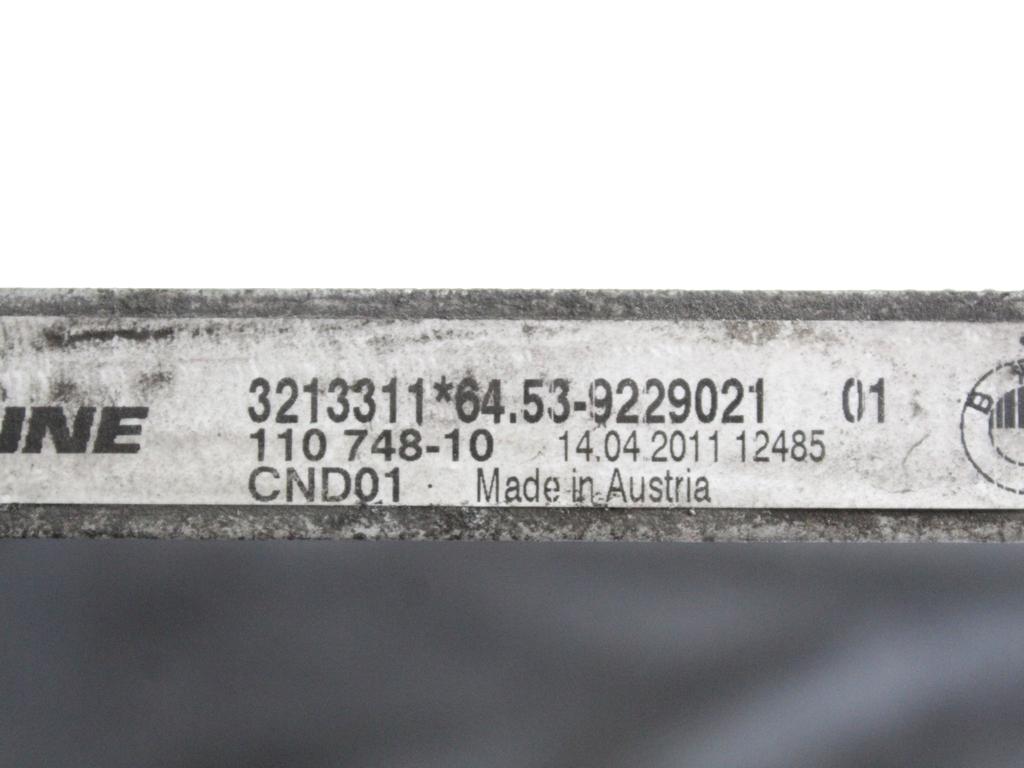 INE
3213311*64.53-9229021 01
110 748-10 14.04.2011 12485
CND01 Made in Austria
B